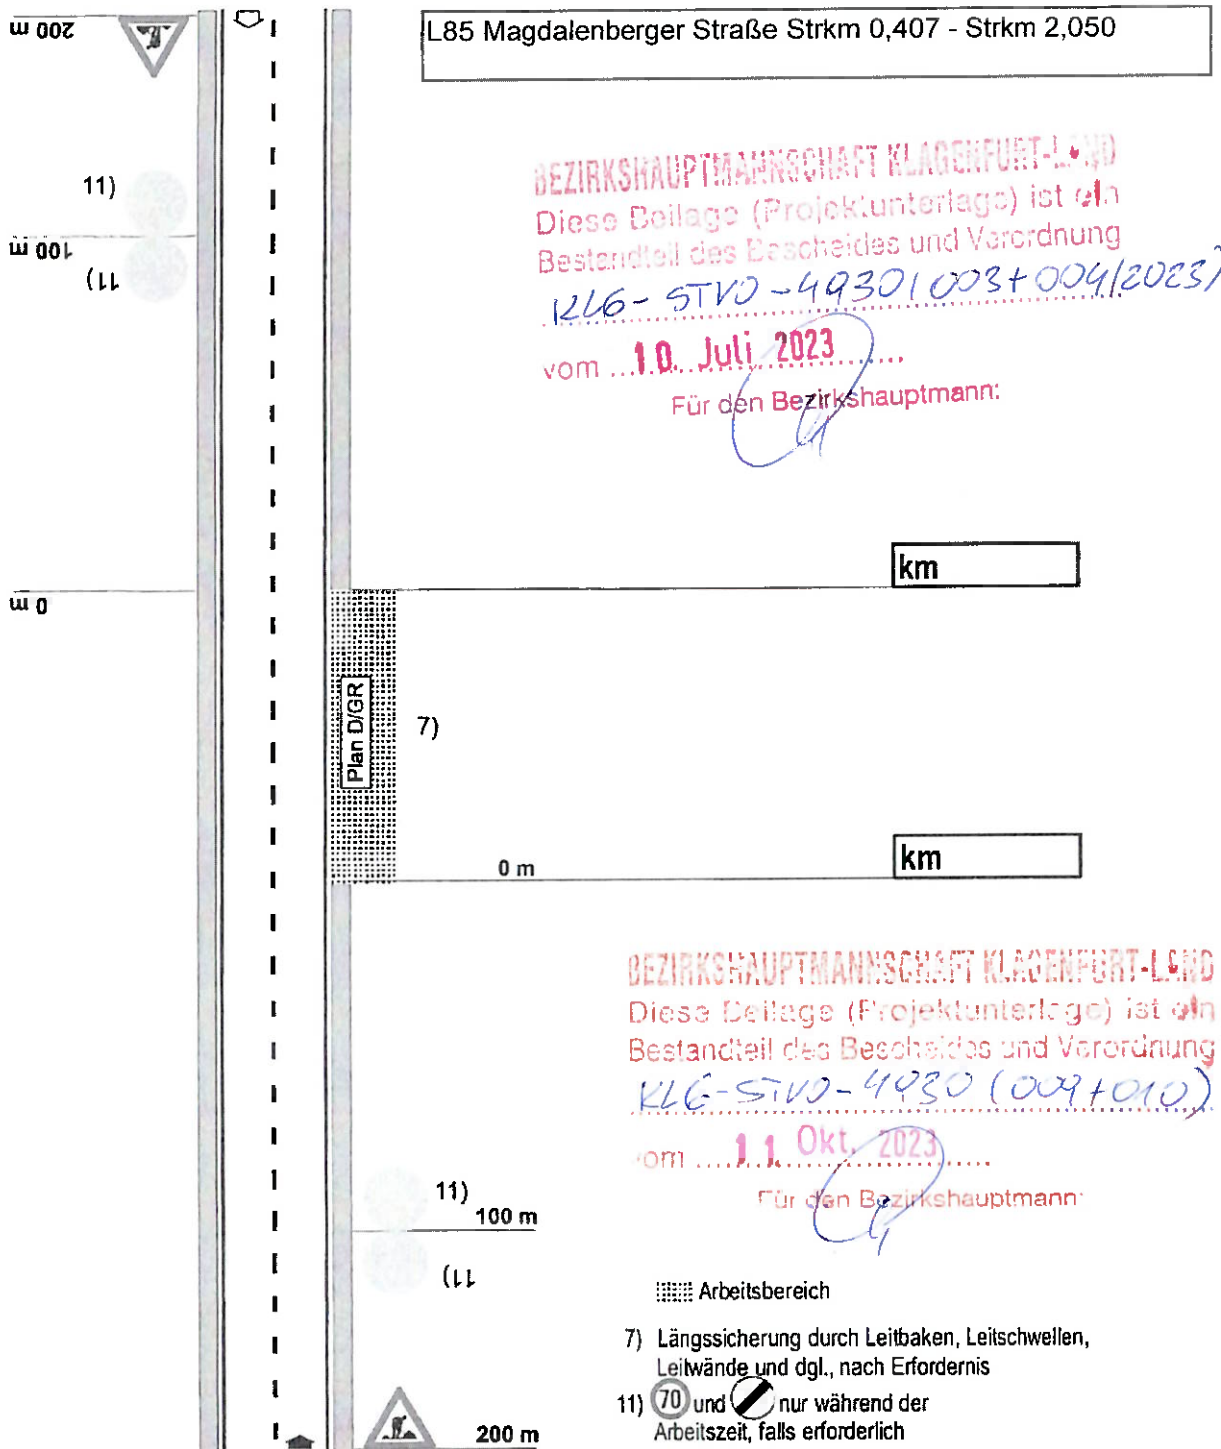 200 m
L85 Magdalenberger Straße Strkm 0,407 - Strkm 2,050
BEZIRKSHAUPTMANNSCHAFT KLAGENFURT-LAND
Diese Beilage (Projektunterlage) ist ein
Bestandteil des Bescheides und Verordnung
KL6-STVO-4930(003+004/2023)
vom ... 10. Juli 2023 ......
Für den Bezirkshauptmann:
11)
100 m
11)
km
0 m
Plan D/GR
7)
0 m
km
BEZIRKSHAUPTMANNSCHAFT KLAGENFURT-LAND
Diese Beilage (Projektunterlage) ist ein
Bestandteil des Bescheides und Verordnung
KL6-STVO-4930 (009+010)
vom .... 11. Okt. 2023 ......
Für den Bezirkshauptmann:
11)
100 m
11)
Arbeitsbereich
7) Längssicherung durch Leitbaken, Leitschwellen,
Leitwände und dgl., nach Erfordernis
11) 70 und nur während der
Arbeitszeit, falls erforderlich
200 m